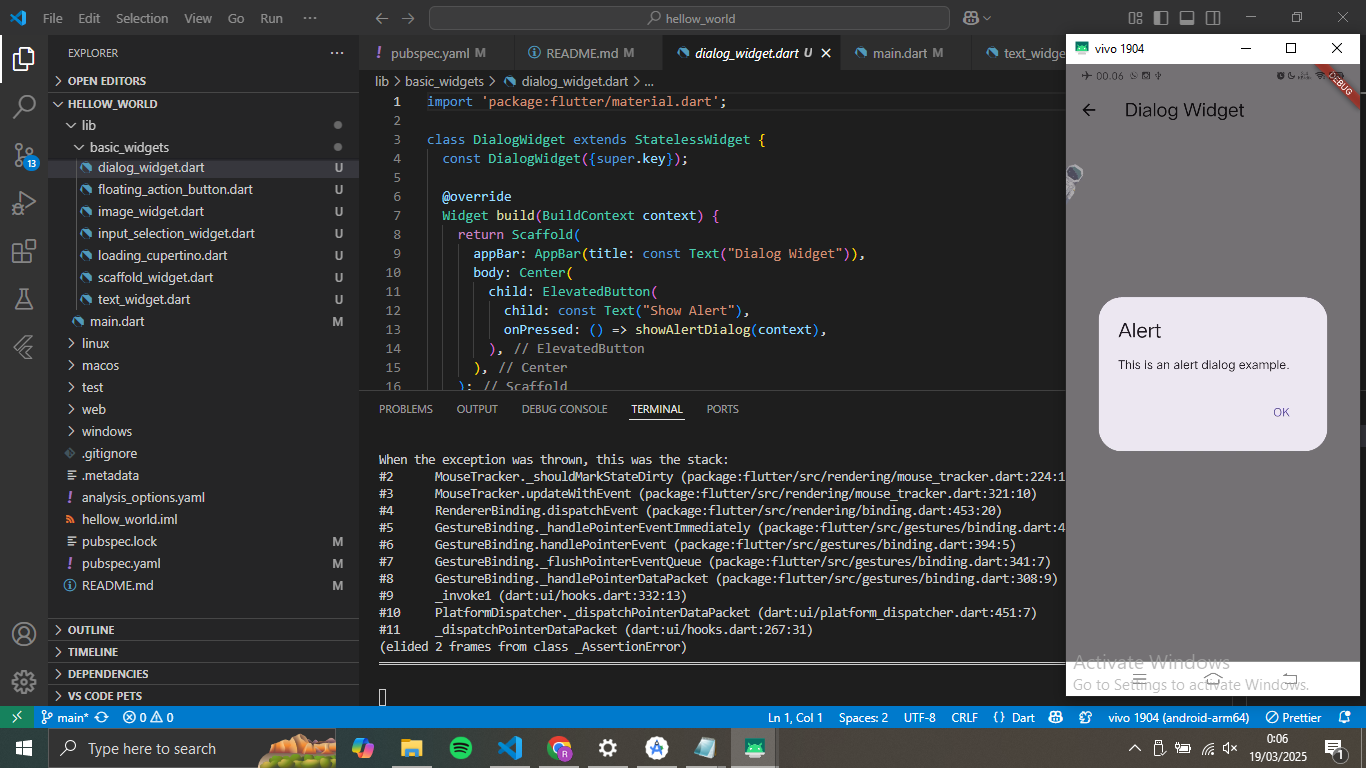 File Edit Selection View Go Run ··· hellow_world
EXPLORER ···
OPEN EDITORS
HELLOW_WORLD
lib
basic_widgets
dialog_widget.dart U
floating_action_button.dart U
image_widget.dart U
input_selection_widget.dart U
loading_cupertino.dart U
scaffold_widget.dart U
text_widget.dart U
main.dart M
linux
macos
test
web
windows
.gitignore
.metadata
analysis_options.yaml
hellow_world.iml
pubspec.lock M
pubspec.yaml M
README.md M
OUTLINE
TIMELINE
DEPENDENCIES
VS CODE PETS
13
! pubspec.yaml M README.md M dialog_widget.dart U main.dart M text_widge
lib > basic_widgets > dialog_widget.dart > ...
1 import 'package:flutter/material.dart';
2
3 class DialogWidget extends StatelessWidget {
4 const DialogWidget({super.key});
5
6 @override
7 Widget build(BuildContext context) {
8 return Scaffold(
9 appBar: AppBar(title: const Text("Dialog Widget")),
10 body: Center(
11 child: ElevatedButton(
12 child: const Text("Show Alert"),
13 onPressed: () => showAlertDialog(context),
14 ), // ElevatedButton
15 ), // Center
16 ); // Scaffold
PROBLEMS OUTPUT DEBUG CONSOLE TERMINAL PORTS
When the exception was thrown, this was the stack:
#2 MouseTracker._shouldMarkStateDirty (package:flutter/src/rendering/mouse_tracker.dart:224:1
#3 MouseTracker.updateWithEvent (package:flutter/src/rendering/mouse_tracker.dart:321:10)
#4 RendererBinding.dispatchEvent (package:flutter/src/rendering/binding.dart:453:20)
#5 GestureBinding._handlePointerEventImmediately (package:flutter/src/gestures/binding.dart:4
#6 GestureBinding.handlePointerEvent (package:flutter/src/gestures/binding.dart:394:5)
#7 GestureBinding._flushPointerEventQueue (package:flutter/src/gestures/binding.dart:341:7)
#8 GestureBinding._handlePointerDataPacket (package:flutter/src/gestures/binding.dart:308:9)
#9 _invoke1 (dart:ui/hooks.dart:332:13)
#10 PlatformDispatcher._dispatchPointerDataPacket (dart:ui/platform_dispatcher.dart:451:7)
#11 _dispatchPointerDataPacket (dart:ui/hooks.dart:267:31)
(elided 2 frames from class _AssertionError)
vivo 1904
00.06
DEBUG
Dialog Widget
Alert
This is an alert dialog example.
OK
Activate Windows
Go to Settings to activate Windows.
main* 0 0 Ln 1, Col 1 Spaces: 2 UTF-8 CRLF {} Dart vivo 1904 (android-arm64) Prettier
Type here to search
0:06
19/03/2025
1